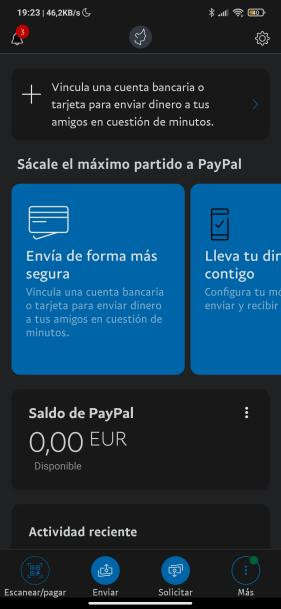 19:23 | 46,2KB/s
3
Vincula una cuenta bancaria o
tarjeta para enviar dinero a tus
amigos en cuestión de minutos.
Sácale el máximo partido a PayPal
Envía de forma más
segura
Vincula una cuenta bancaria
o tarjeta para enviar dinero
a tus amigos en cuestión de
minutos.
Lleva tu din
contigo
Configura tu mó
enviar y recibir
Saldo de PayPal
0,00 EUR
Disponible
Actividad reciente
Escanear/pagar
Enviar
Solicitar
Más